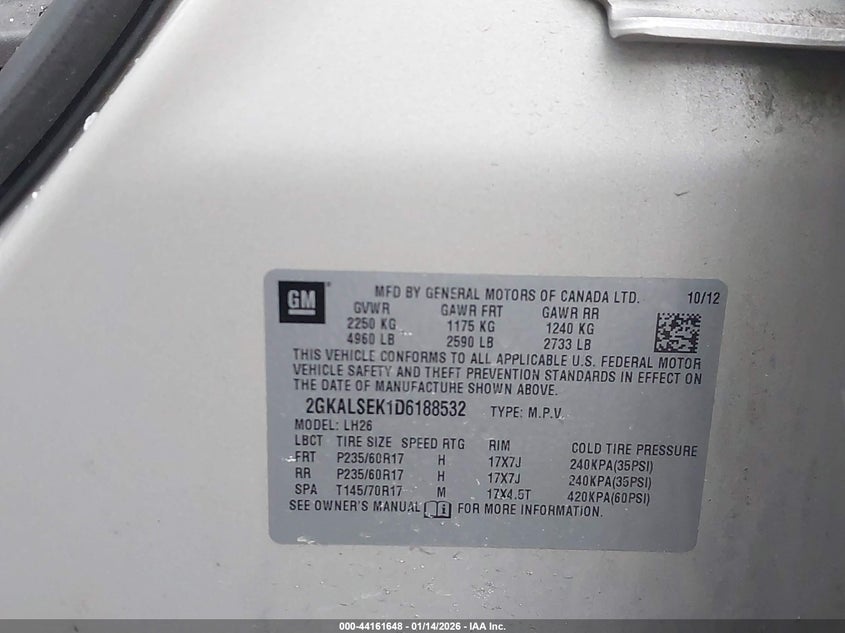 GM
MFD BY GENERAL MOTORS OF CANADA LTD. 10/12
GVWR GAWR FRT GAWR RR
2250 KG 1175 KG 1240 KG
4960 LB 2590 LB 2733 LB
THIS VEHICLE CONFORMS TO ALL APPLICABLE U.S. FEDERAL MOTOR
VEHICLE SAFETY AND THEFT PREVENTION STANDARDS IN EFFECT ON
THE DATE OF MANUFACTURE SHOWN ABOVE.
2GKALSEK1D6188532 TYPE: M.P.V.
MODEL: LH26
LBCT TIRE SIZE SPEED RTG RIM COLD TIRE PRESSURE
FRT P235/60R17 H 17X7J 240KPA(35PSI)
RR P235/60R17 H 17X7J 240KPA(35PSI)
SPA T145/70R17 M 17X4.5T 420KPA(60PSI)
SEE OWNER'S MANUAL FOR MORE INFORMATION.
000-44161648 - 01/14/2026 - IAA Inc.